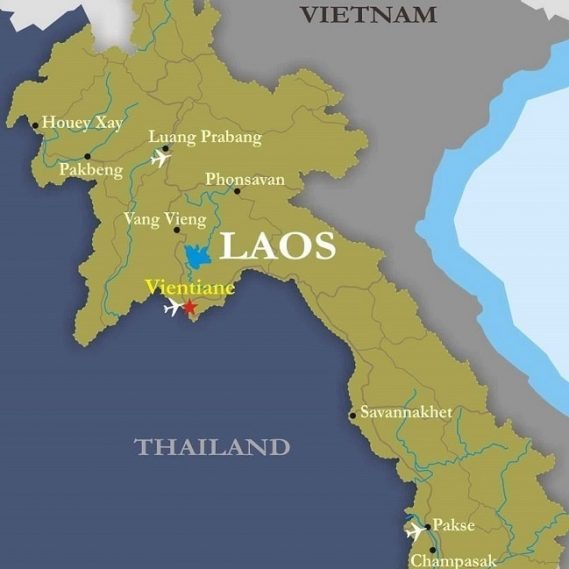 VIETNAM
Houey Xay
Luang Prabang
Pakbeng
Phonsavan
Vang Vieng
LAOS
Vientiane
Savannakhet
THAILAND
Pakse
Champasak